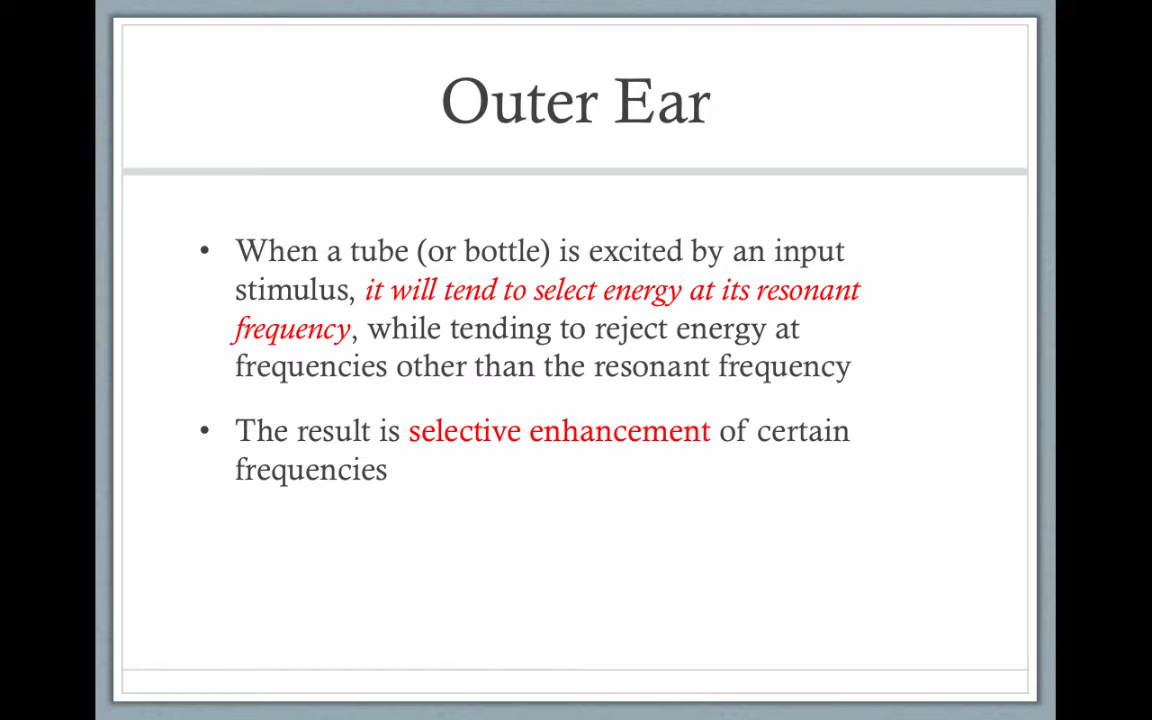 Outer Ear
• When a tube (or bottle) is excited by an input
stimulus, it will tend to select energy at its resonant
frequency, while tending to reject energy at
frequencies other than the resonant frequency
• The result is selective enhancement of certain
frequencies